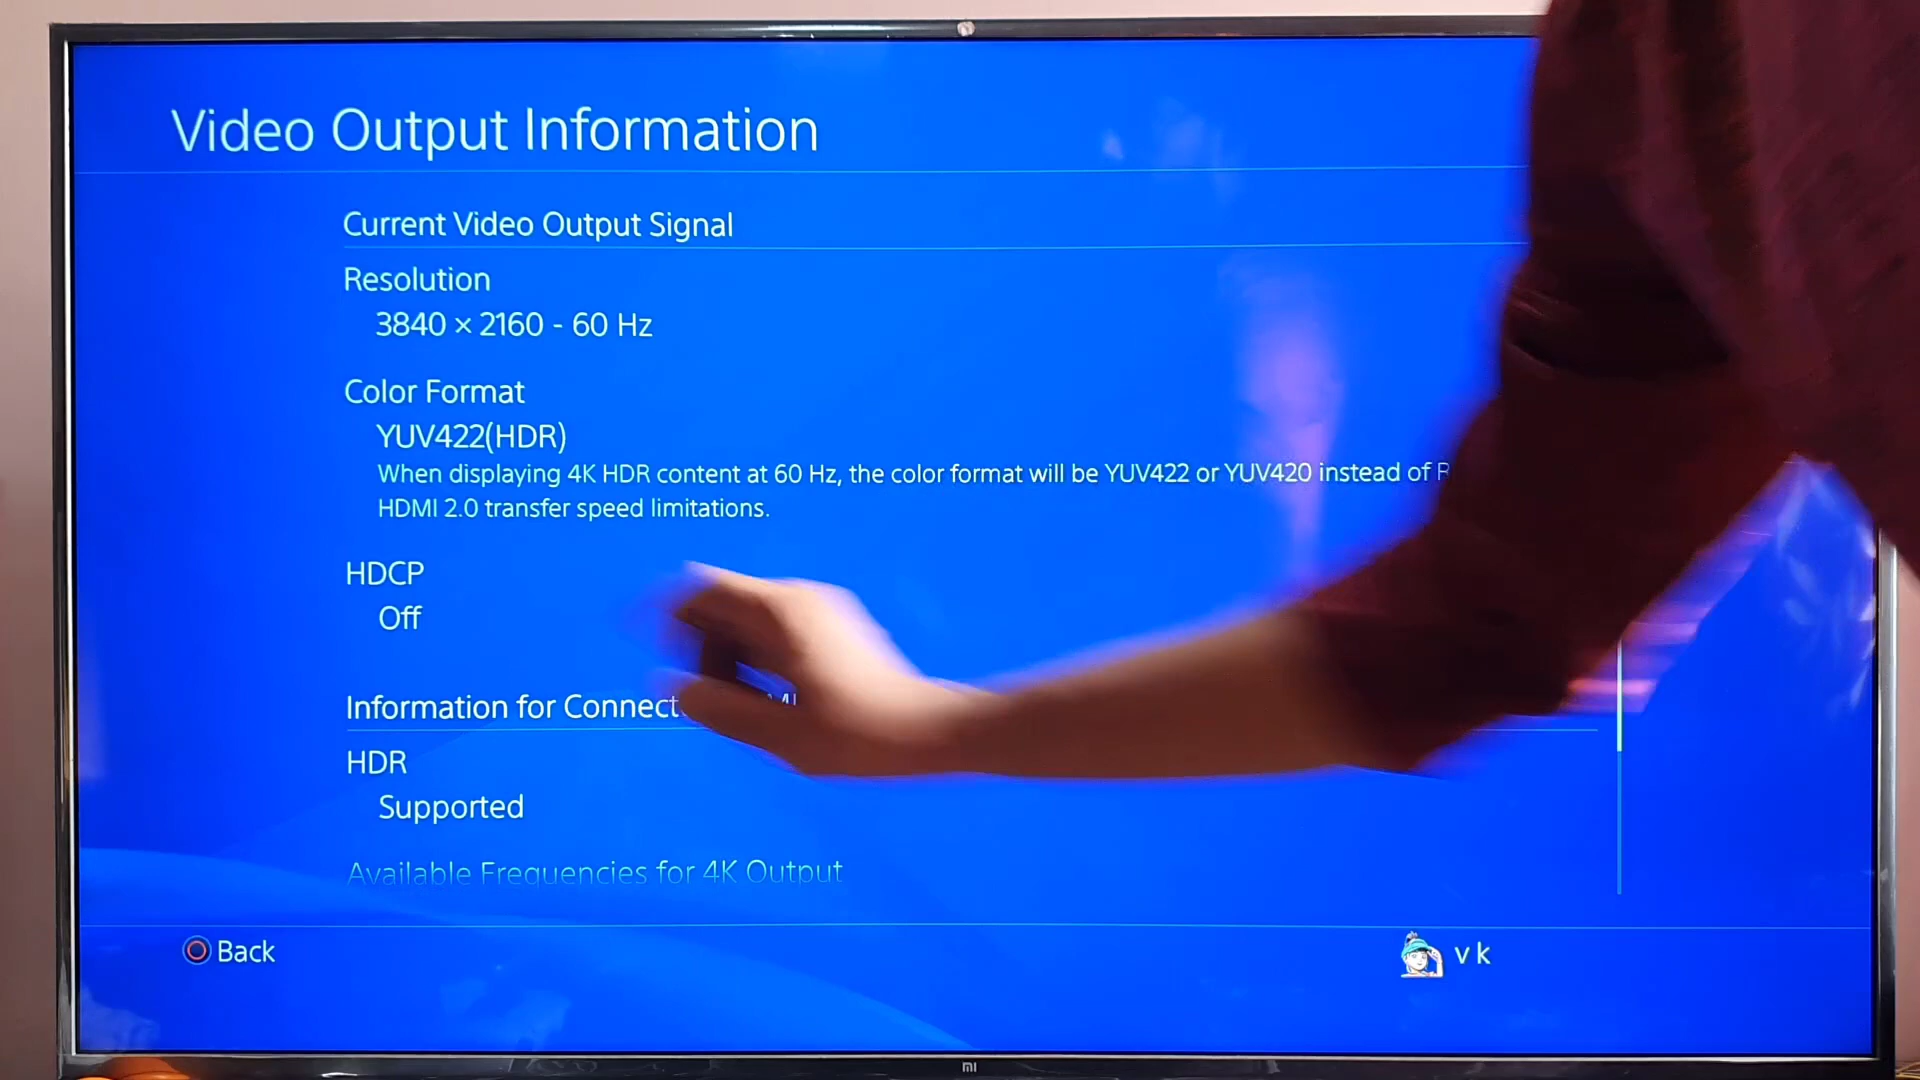 Video Output Information
Current Video Output Signal
Resolution
3840 × 2160 - 60 Hz
Color Format
YUV422(HDR)
When displaying 4K HDR content at 60 Hz, the color format will be YUV422 or YUV420 instead of
HDMI 2.0 transfer speed limitations.
HDCP
Off
Information for
HDR
Supported
Available Frequencies for 4K Output
Back
v k
mi